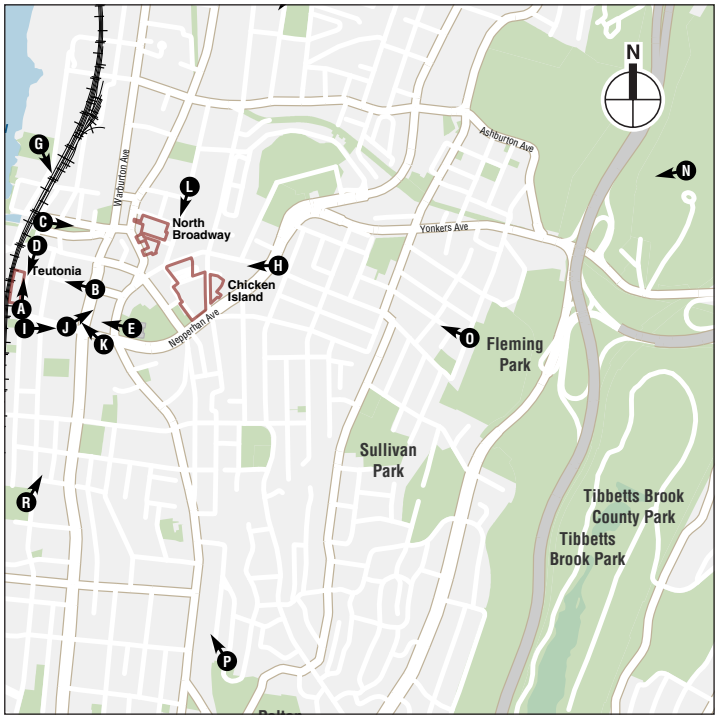 N
Ashburton Ave
G
Warburton Ave
N
L
C
North
Broadway
Yonkers Ave
D
H
Teutonia
B
Chicken
Island
A
I
J
E
Nepperhan Ave
K
O
Fleming
Park
Sullivan
Park
R
Tibbetts Brook
County Park
Tibbetts
Brook Park
P